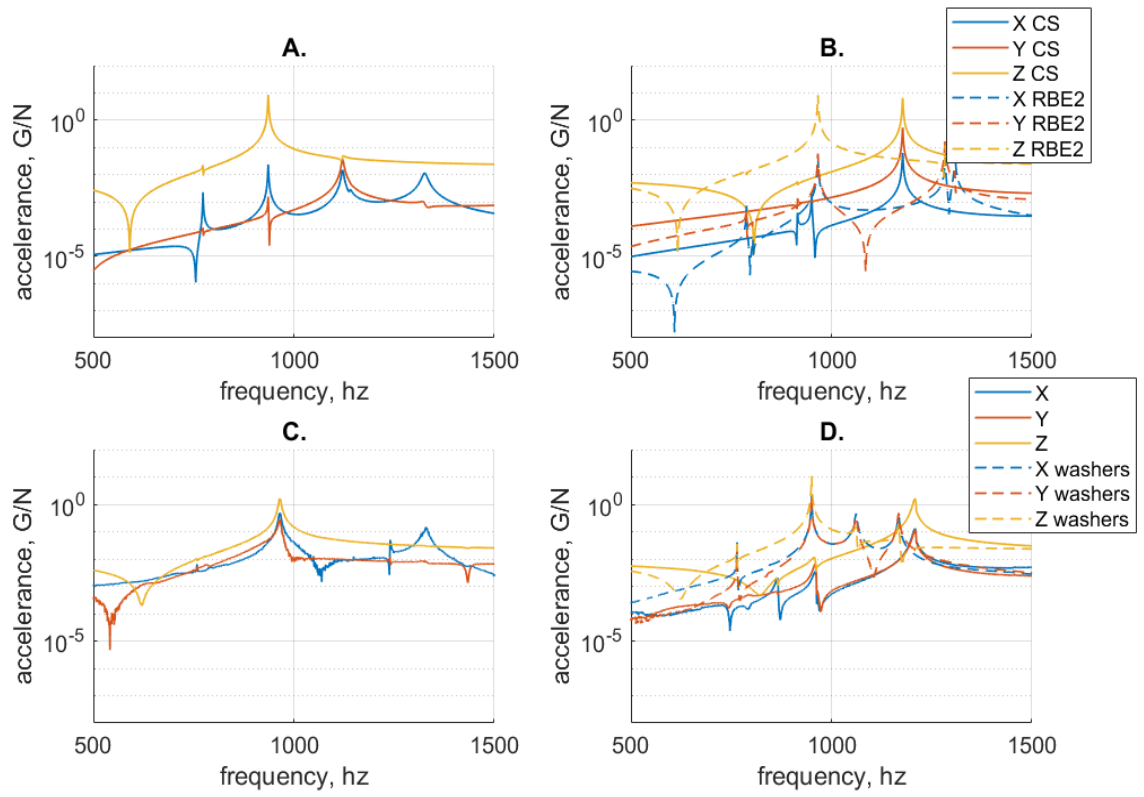 A.
10^0
10^-5
accelerance, G/N
500
1000
1500
frequency, hz
B.
10^0
10^-5
accelerance, G/N
500
1000
1500
frequency, hz
X CS
Y CS
Z CS
X RBE2
Y RBE2
Z RBE2
C.
10^0
10^-5
accelerance, G/N
500
1000
1500
frequency, hz
D.
10^0
10^-5
accelerance, G/N
500
1000
1500
frequency, hz
X
Y
Z
X washers
Y washers
Z washers